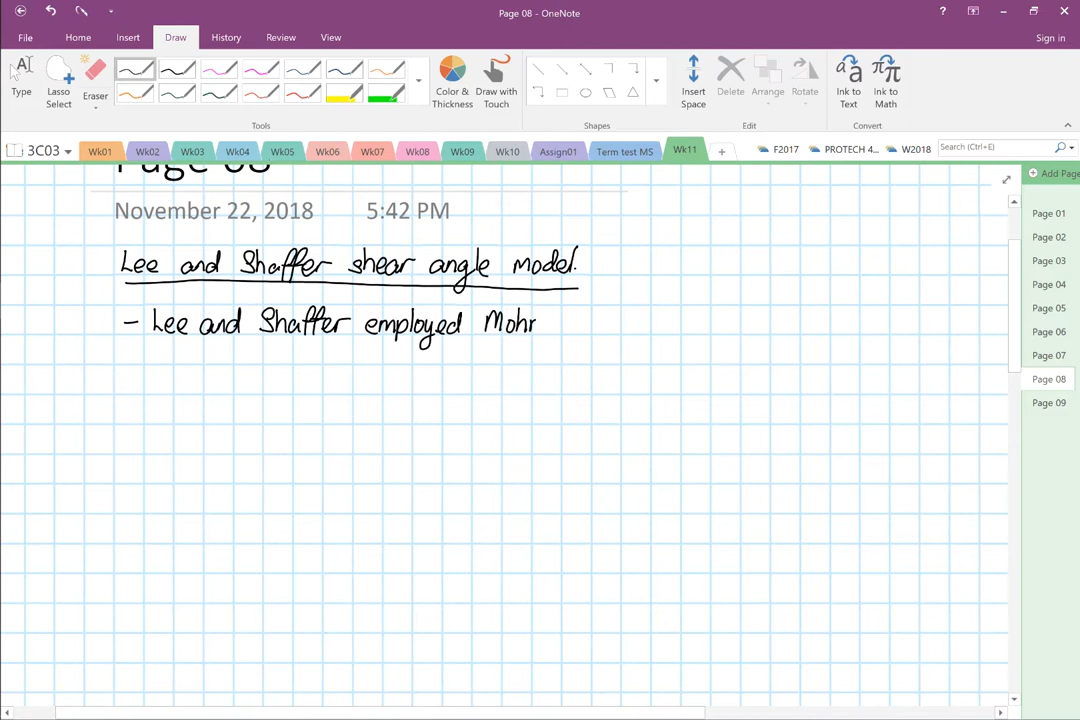 Page 08 - OneNote
?
File Home Insert Draw History Review View Sign in
Type Lasso Select Eraser Color & Thickness Draw with Touch Insert Space Delete Arrange Rotate Ink to Text Ink to Math
Tools Shapes Edit Convert
3C03 Wk01 Wk02 Wk03 Wk04 Wk05 Wk06 Wk07 Wk08 Wk09 Wk10 Assign01 Term test MS Wk11 + F2017 PROTECH 4... W2018 Search (Ctrl+E)
Page 08
Add Page
November 22, 2018 5:42 PM
Lee and Shaffer shear angle model.
- Lee and Shaffer employed Mohr
Page 01
Page 02
Page 03
Page 04
Page 05
Page 06
Page 07
Page 08
Page 09